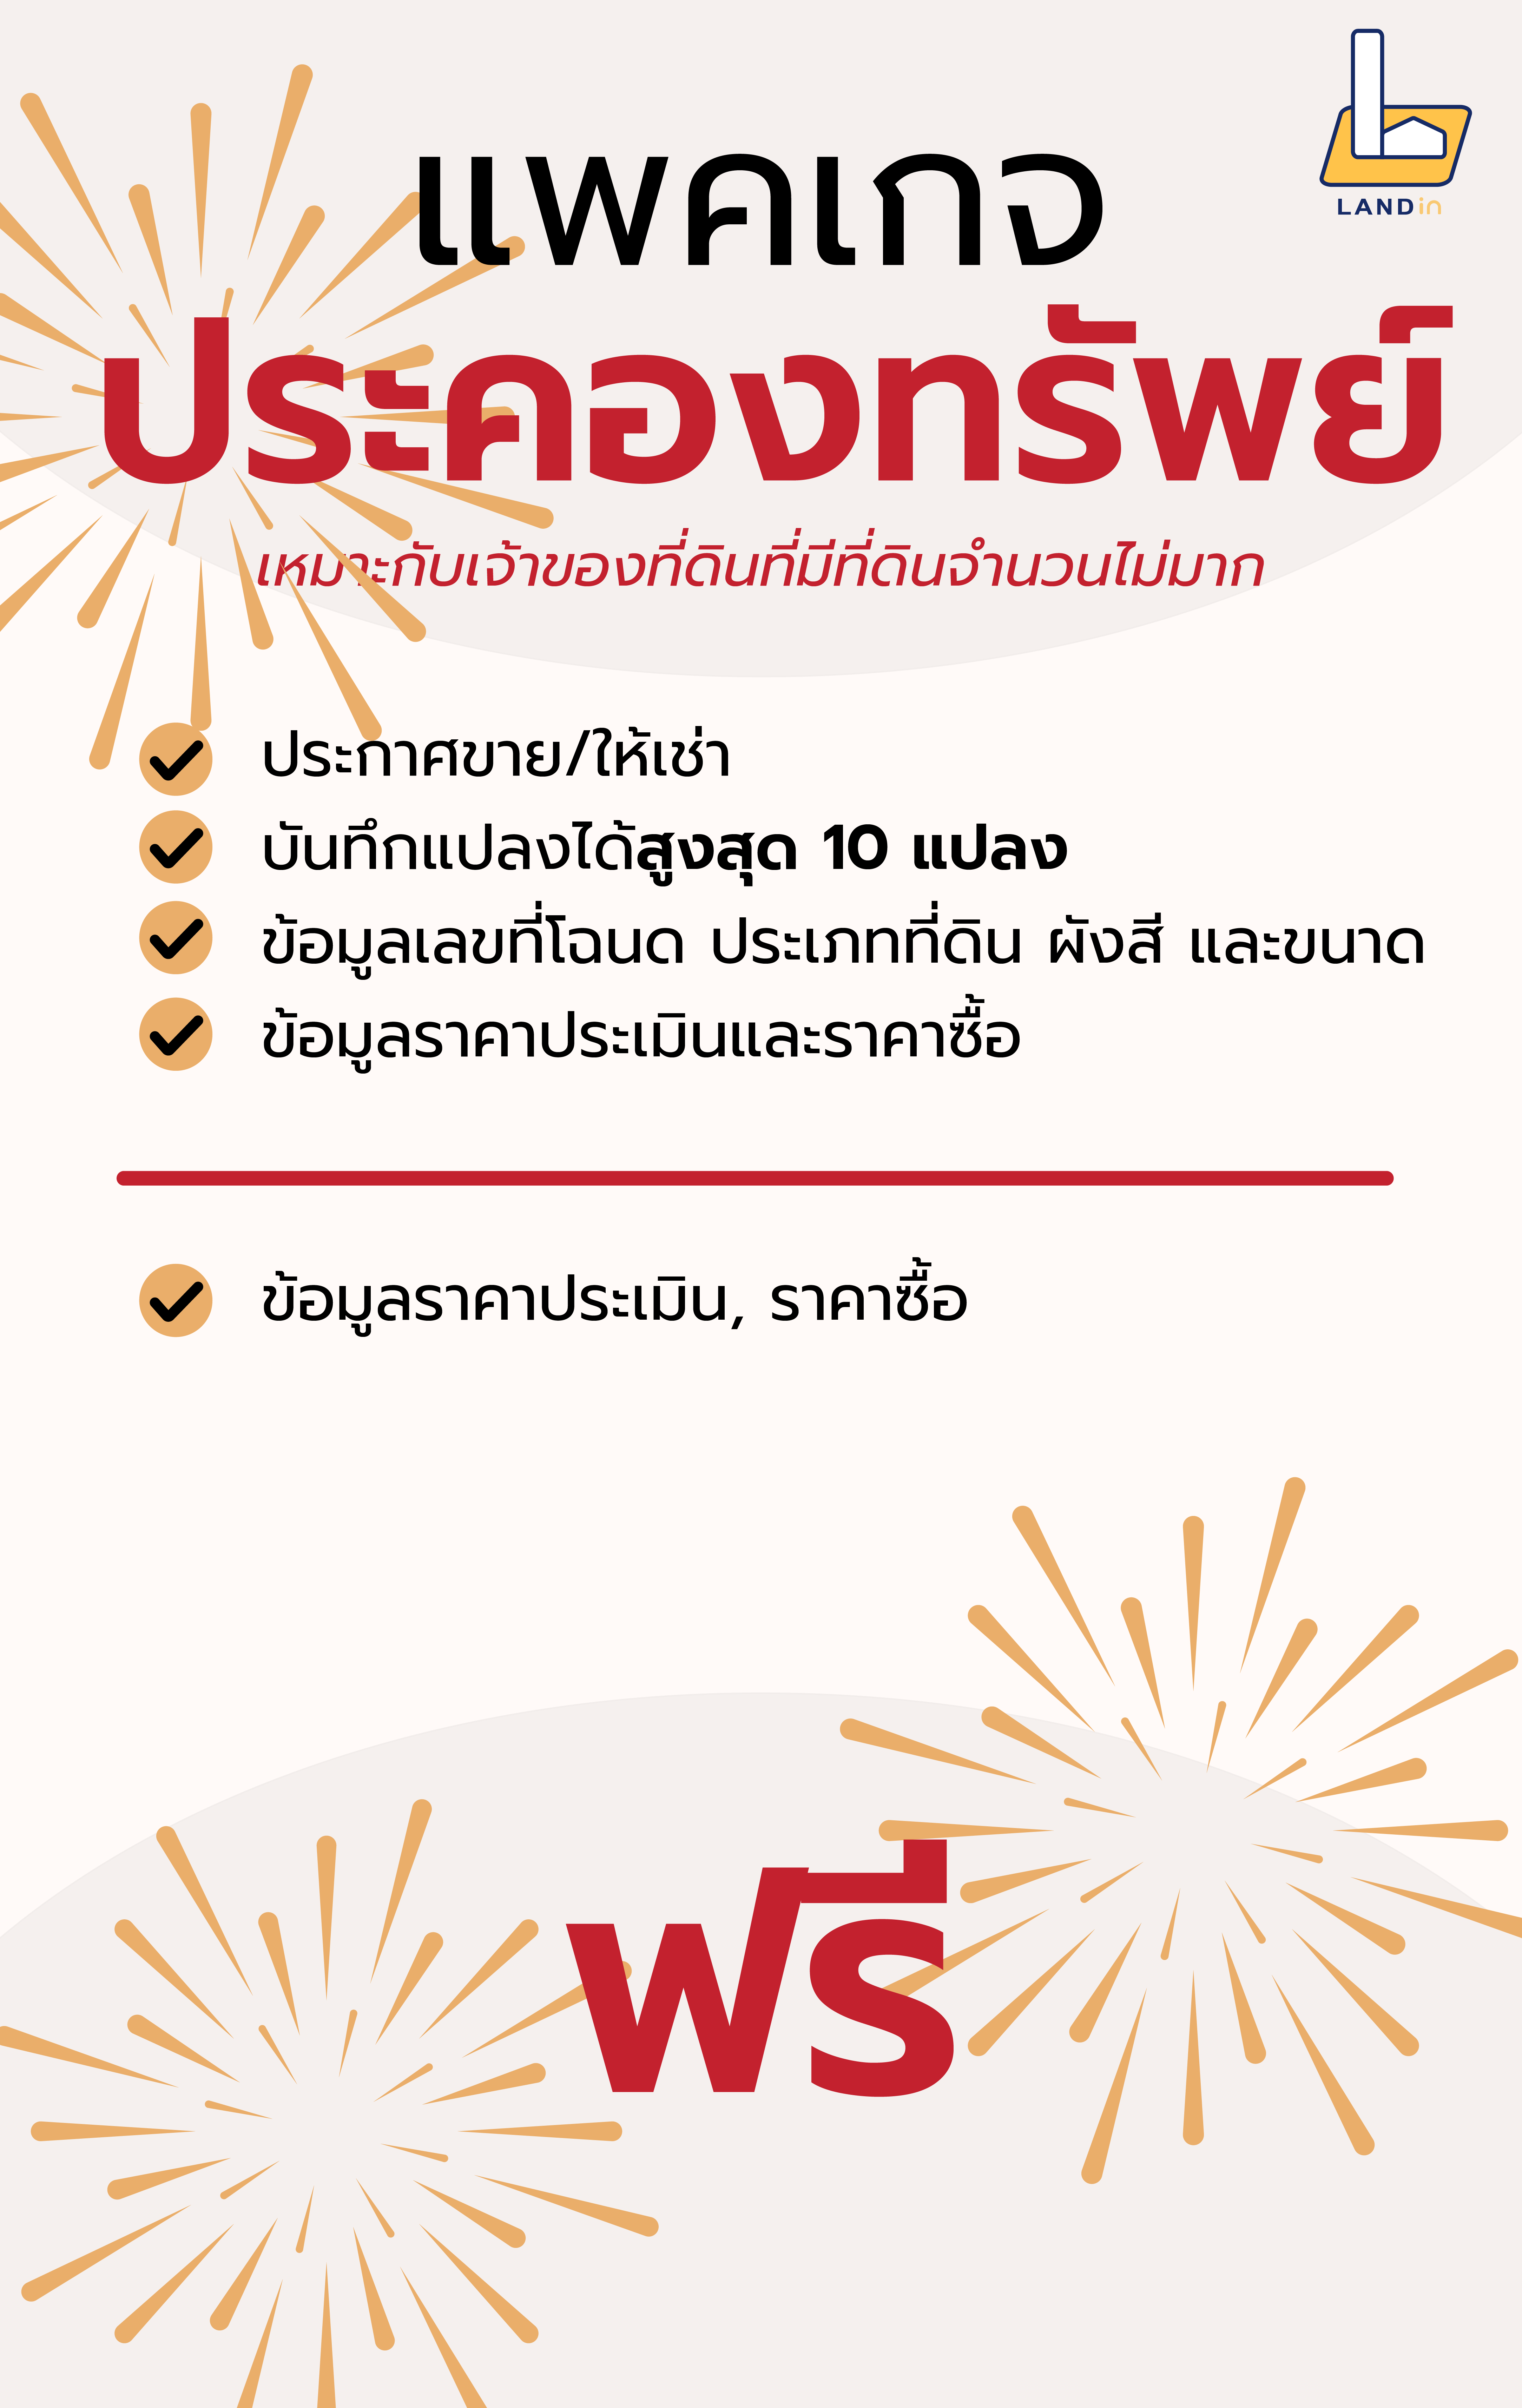 LANDin
แพคเกจ
ประคองทรัพย์
เหมาะกับเจ้าของที่ดินที่มีที่ดินจำนวนไม่มาก
ประกาศขาย/ให้เช่า
บันทึกแปลงได้สูงสุด 10 แปลง
ข้อมูลเลขที่โฉนด ประเภทที่ดิน ผังสี และขนาด
ข้อมูลราคาประเมินและราคาซื้อ
ข้อมูลราคาประเมิน, ราคาซื้อ
ฟรี